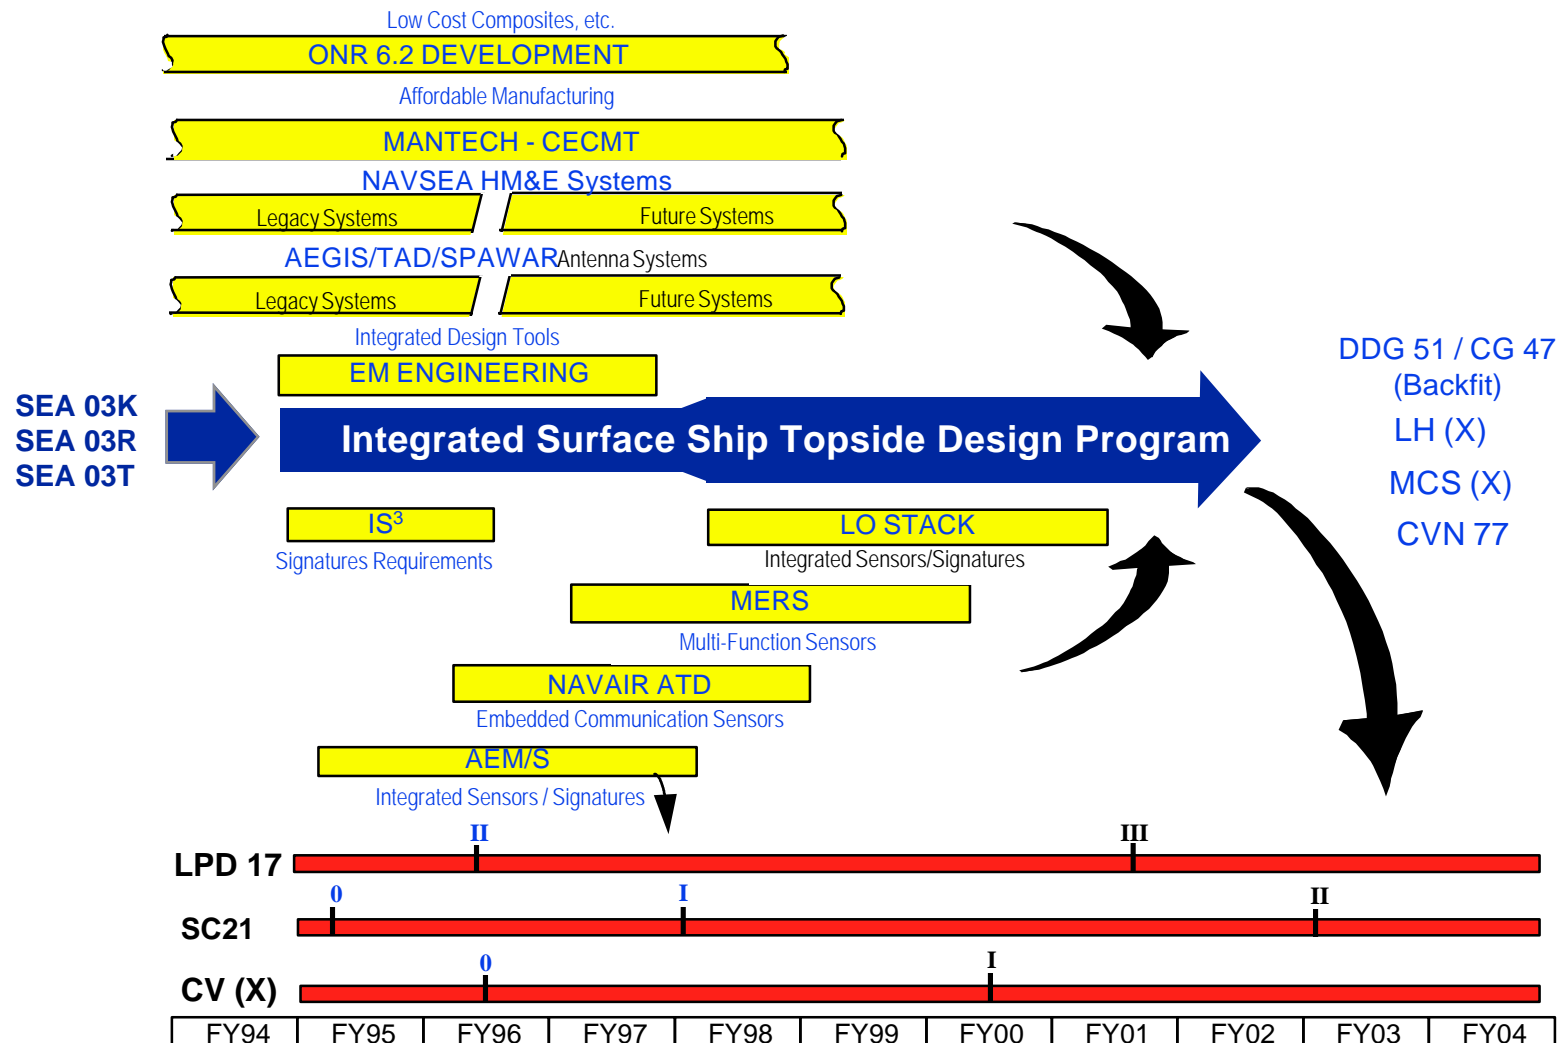 Low Cost Composites, etc.
ONR 6.2 DEVELOPMENT
Affordable Manufacturing
MANTECH - CECMT
NAVSEA HM&E Systems
Legacy Systems Future Systems
AEGIS/TAD/SPAWAR Antenna Systems
Legacy Systems Future Systems
Integrated Design Tools
EM ENGINEERING
SEA 03K
SEA 03R
SEA 03T
Integrated Surface Ship Topside Design Program
DDG 51 / CG 47
(Backfit)
LH (X)
MCS (X)
CVN 77
IS³
Signatures Requirements
LO STACK
Integrated Sensors/Signatures
MERS
Multi-Function Sensors
NAVAIR ATD
Embedded Communication Sensors
AEM/S
Integrated Sensors / Signatures
II III
LPD 17
0 I II
SC21
0 I
CV (X)
FY94 FY95 FY96 FY97 FY98 FY99 FY00 FY01 FY02 FY03 FY04